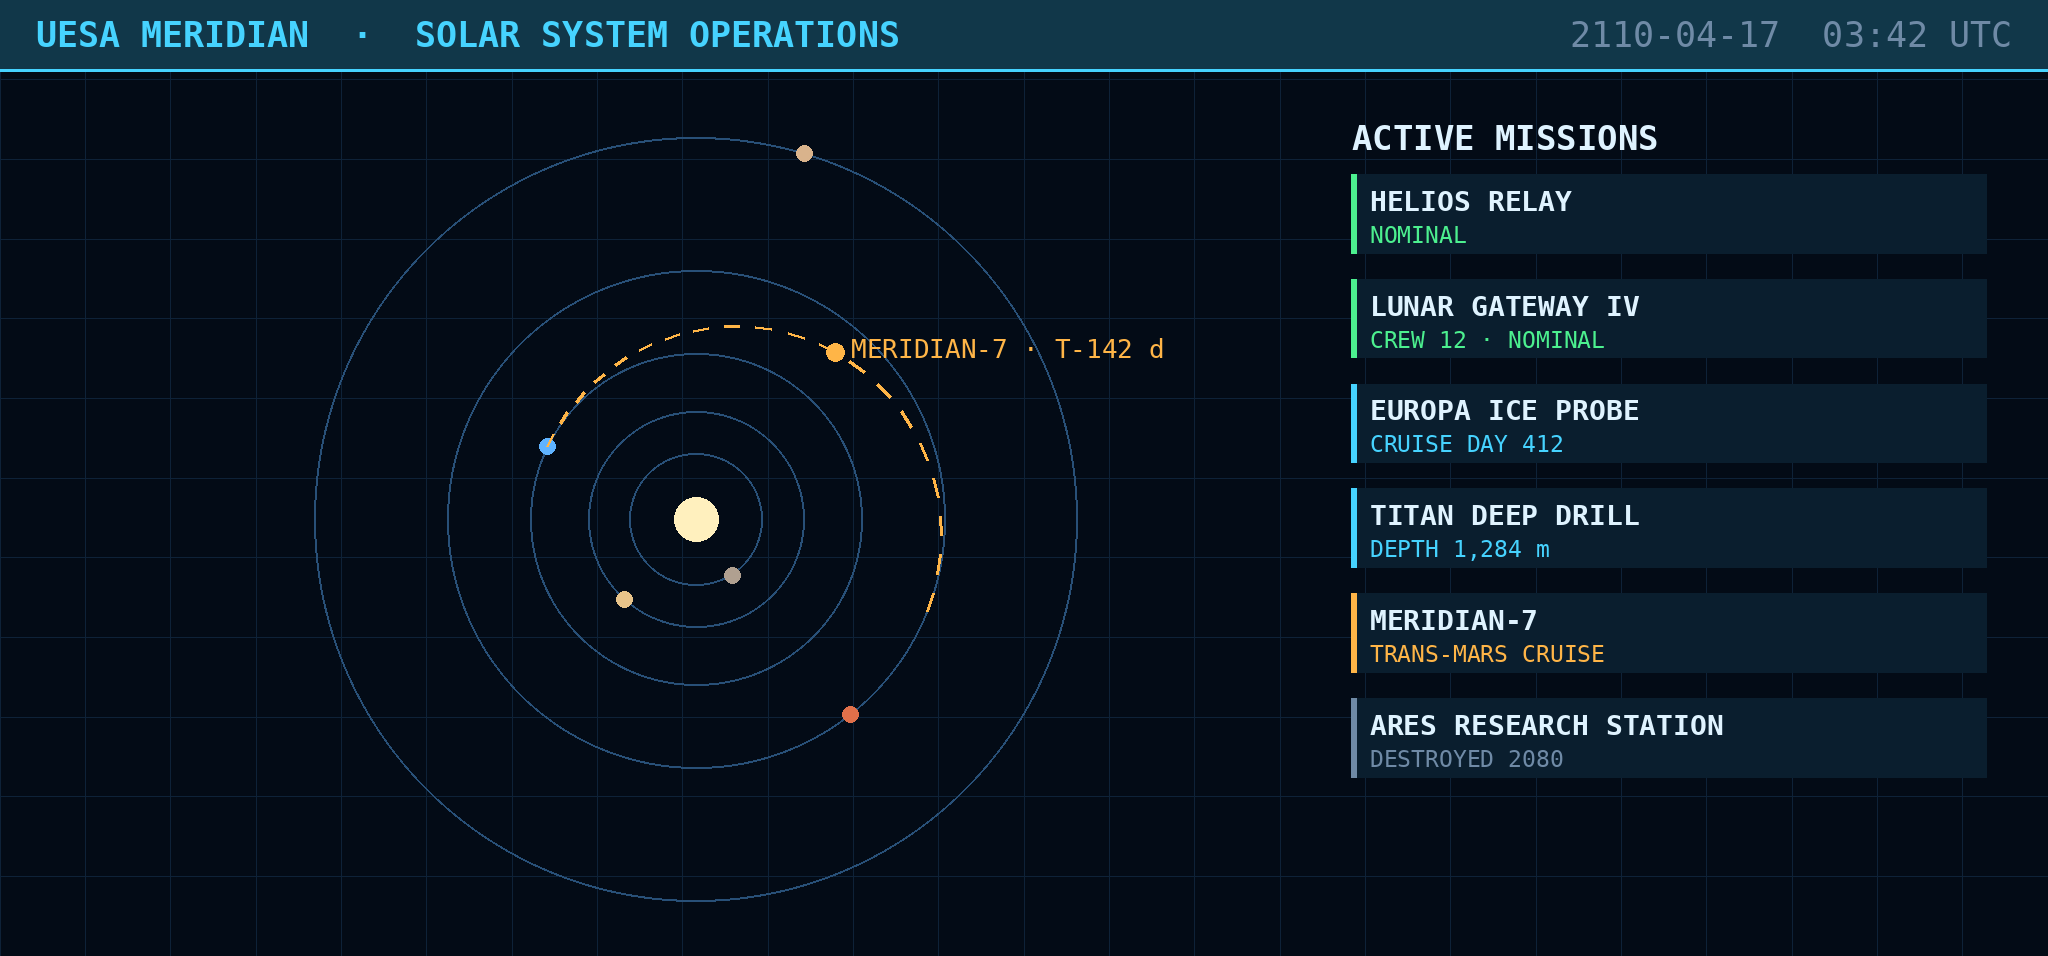 UESA MERIDIAN · SOLAR SYSTEM OPERATIONS
2110-04-17 03:42 UTC
MERIDIAN-7 · T-142 d
ACTIVE MISSIONS
HELIOS RELAY
NOMINAL
LUNAR GATEWAY IV
CREW 12 · NOMINAL
EUROPA ICE PROBE
CRUISE DAY 412
TITAN DEEP DRILL
DEPTH 1,284 m
MERIDIAN-7
TRANS-MARS CRUISE
ARES RESEARCH STATION
DESTROYED 2080